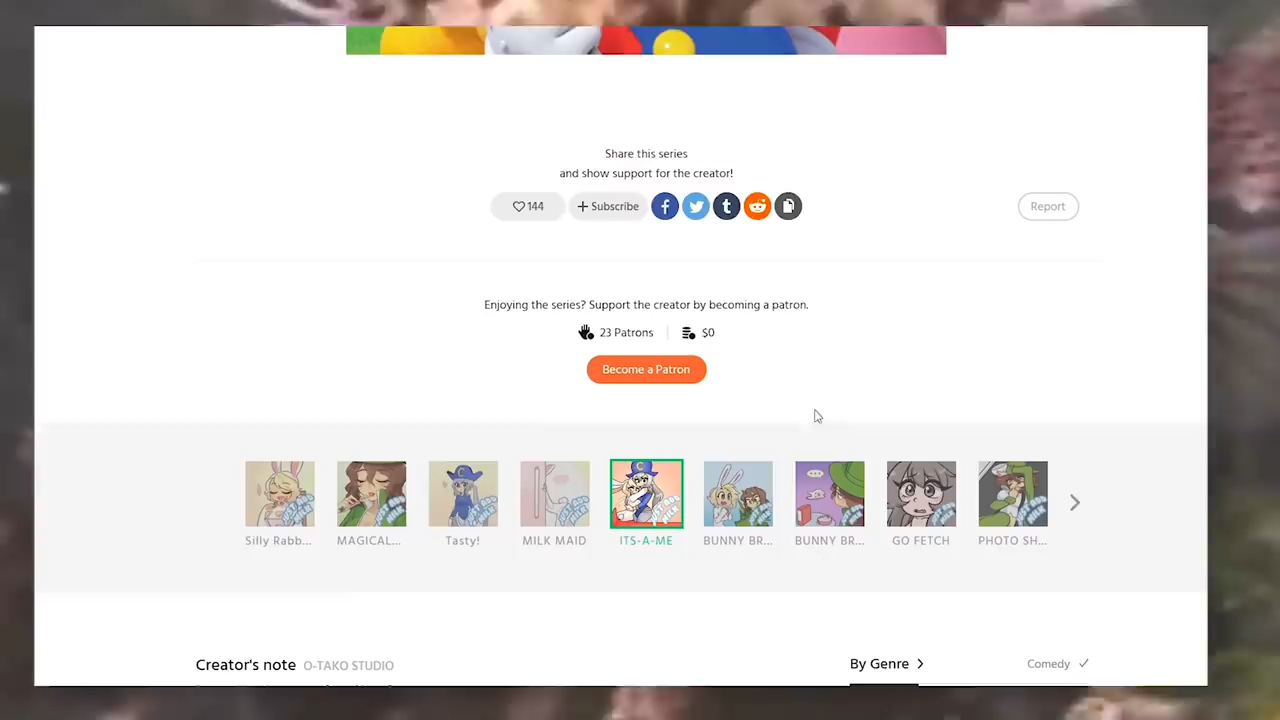 Share this series
and show support for the creator!
144
+ Subscribe
Report
Enjoying the series? Support the creator by becoming a patron.
23 Patrons
$0
Become a Patron
Silly Rabb...
MAGICAL...
Tasty!
MILK MAID
ITS-A-ME
BUNNY BR...
BUNNY BR...
GO FETCH
PHOTO SH...
Creator's note O-TAKO STUDIO
By Genre
Comedy